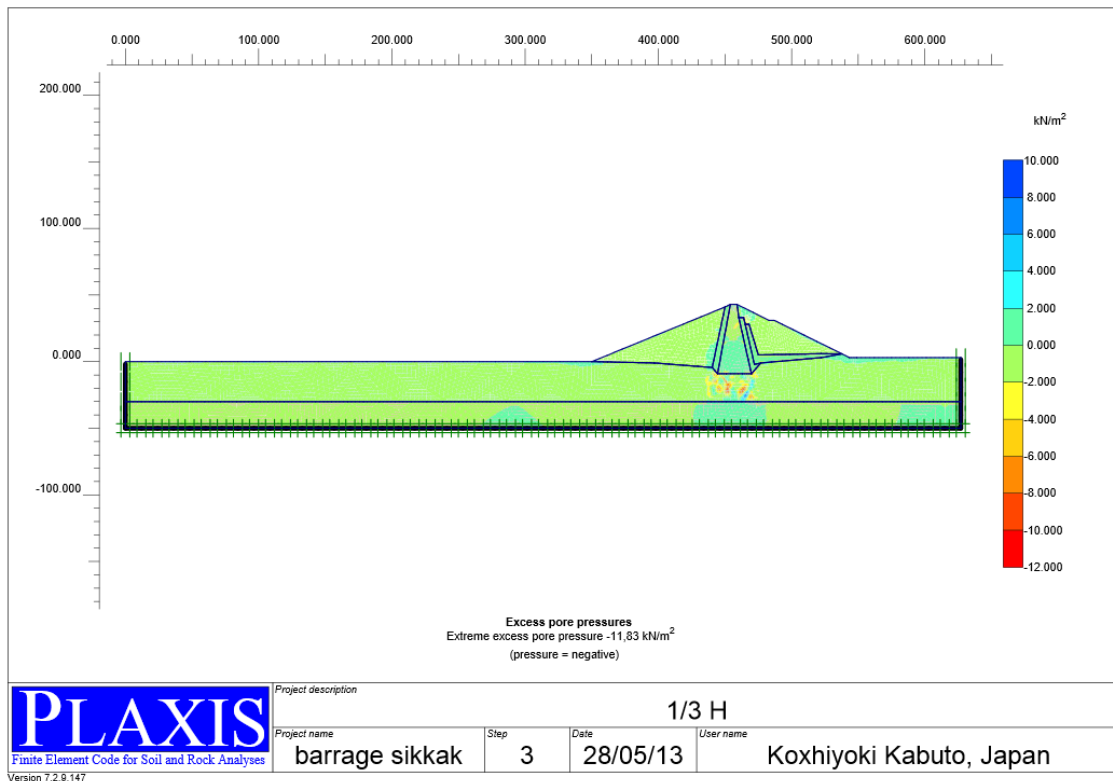 0.000 100.000 200.000 300.000 400.000 500.000 600.000
200.000
100.000
0.000
-100.000
kN/m²
10.000
8.000
6.000
4.000
2.000
0.000
-2.000
-4.000
-6.000
-8.000
-10.000
-12.000
Excess pore pressures
Extreme excess pore pressure -11,83 kN/m²
(pressure = negative)
PLAXIS
Finite Element Code for Soil and Rock Analyses
Version 7.2.9.147
Project description
1/3 H
Project name
barrage sikkak
Step
3
Date
28/05/13
User name
Koxhiyoki Kabuto, Japan